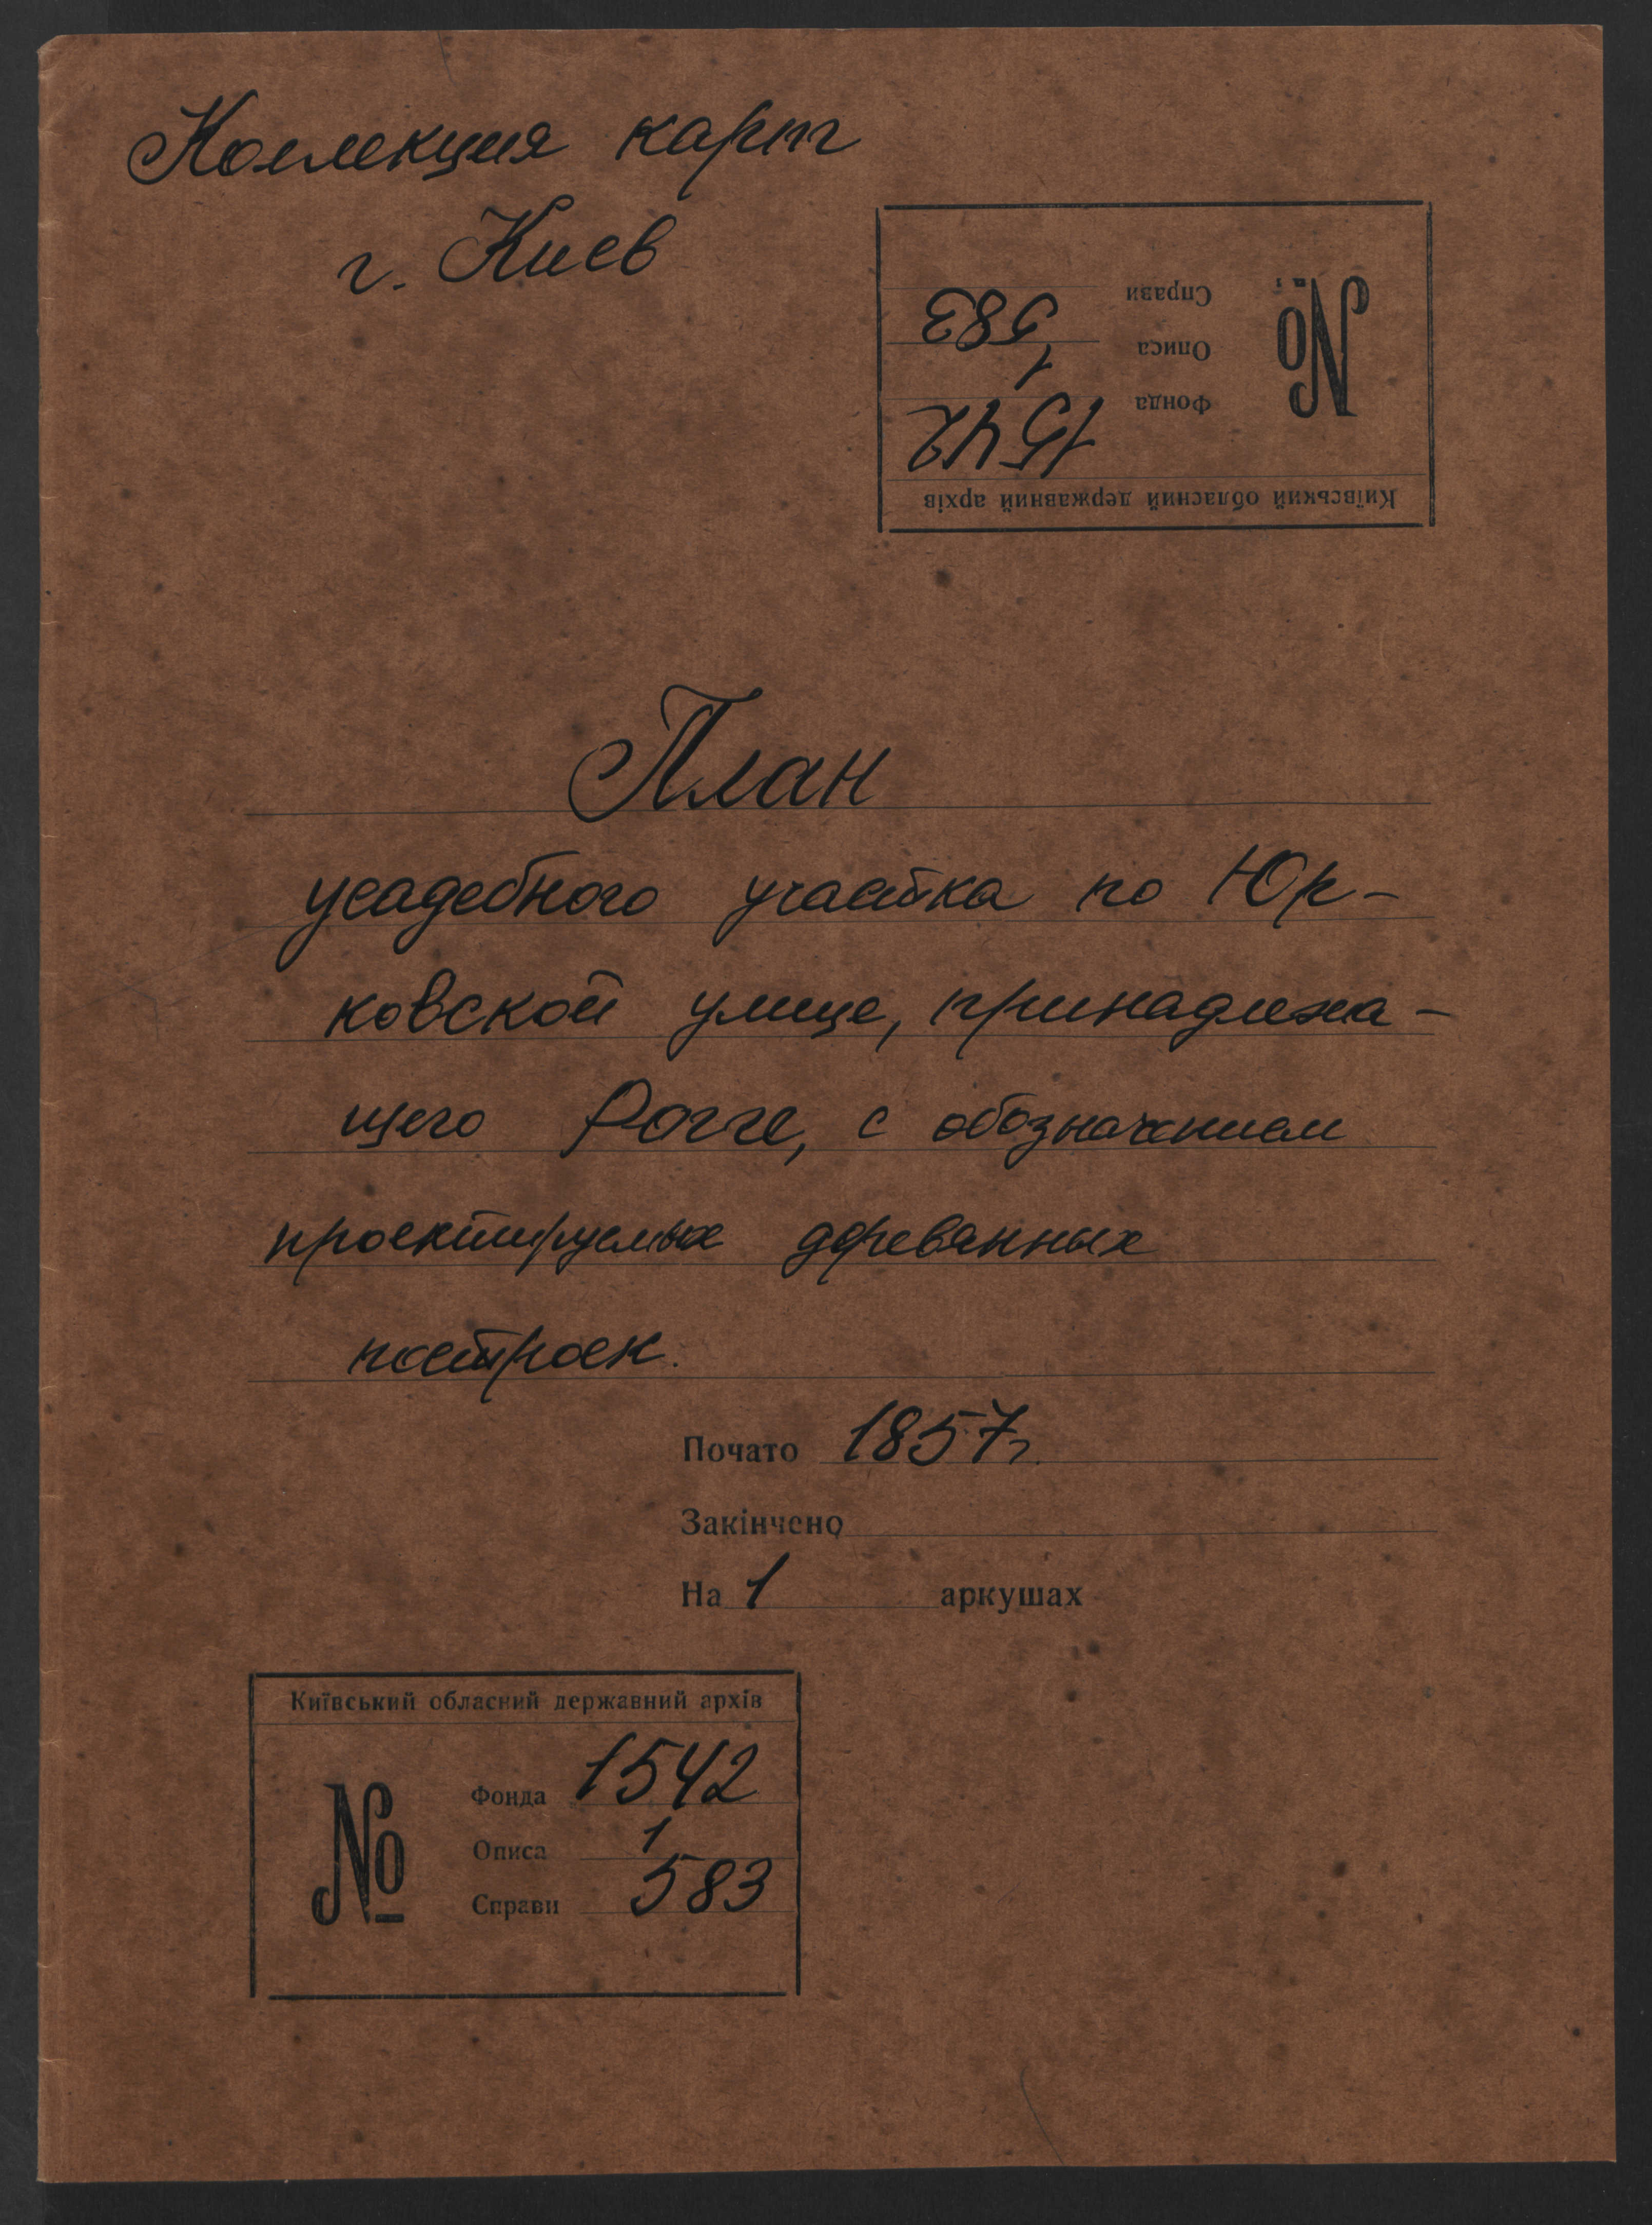 Коллекция карт
г. Киев
Київський обласний державний архів
№
Фонда 1542
Описа 1
Справи 583
План
усадебного участка по Юр-
ковской улице, принадлежа-
щего Рогге, с обозначением
проектируемых деревянных
построек.
Почато 1857г.
Закінчено
На 1 аркушах
Київський обласний державний архів
№
Фонда 1542
Описа 1
Справи 583